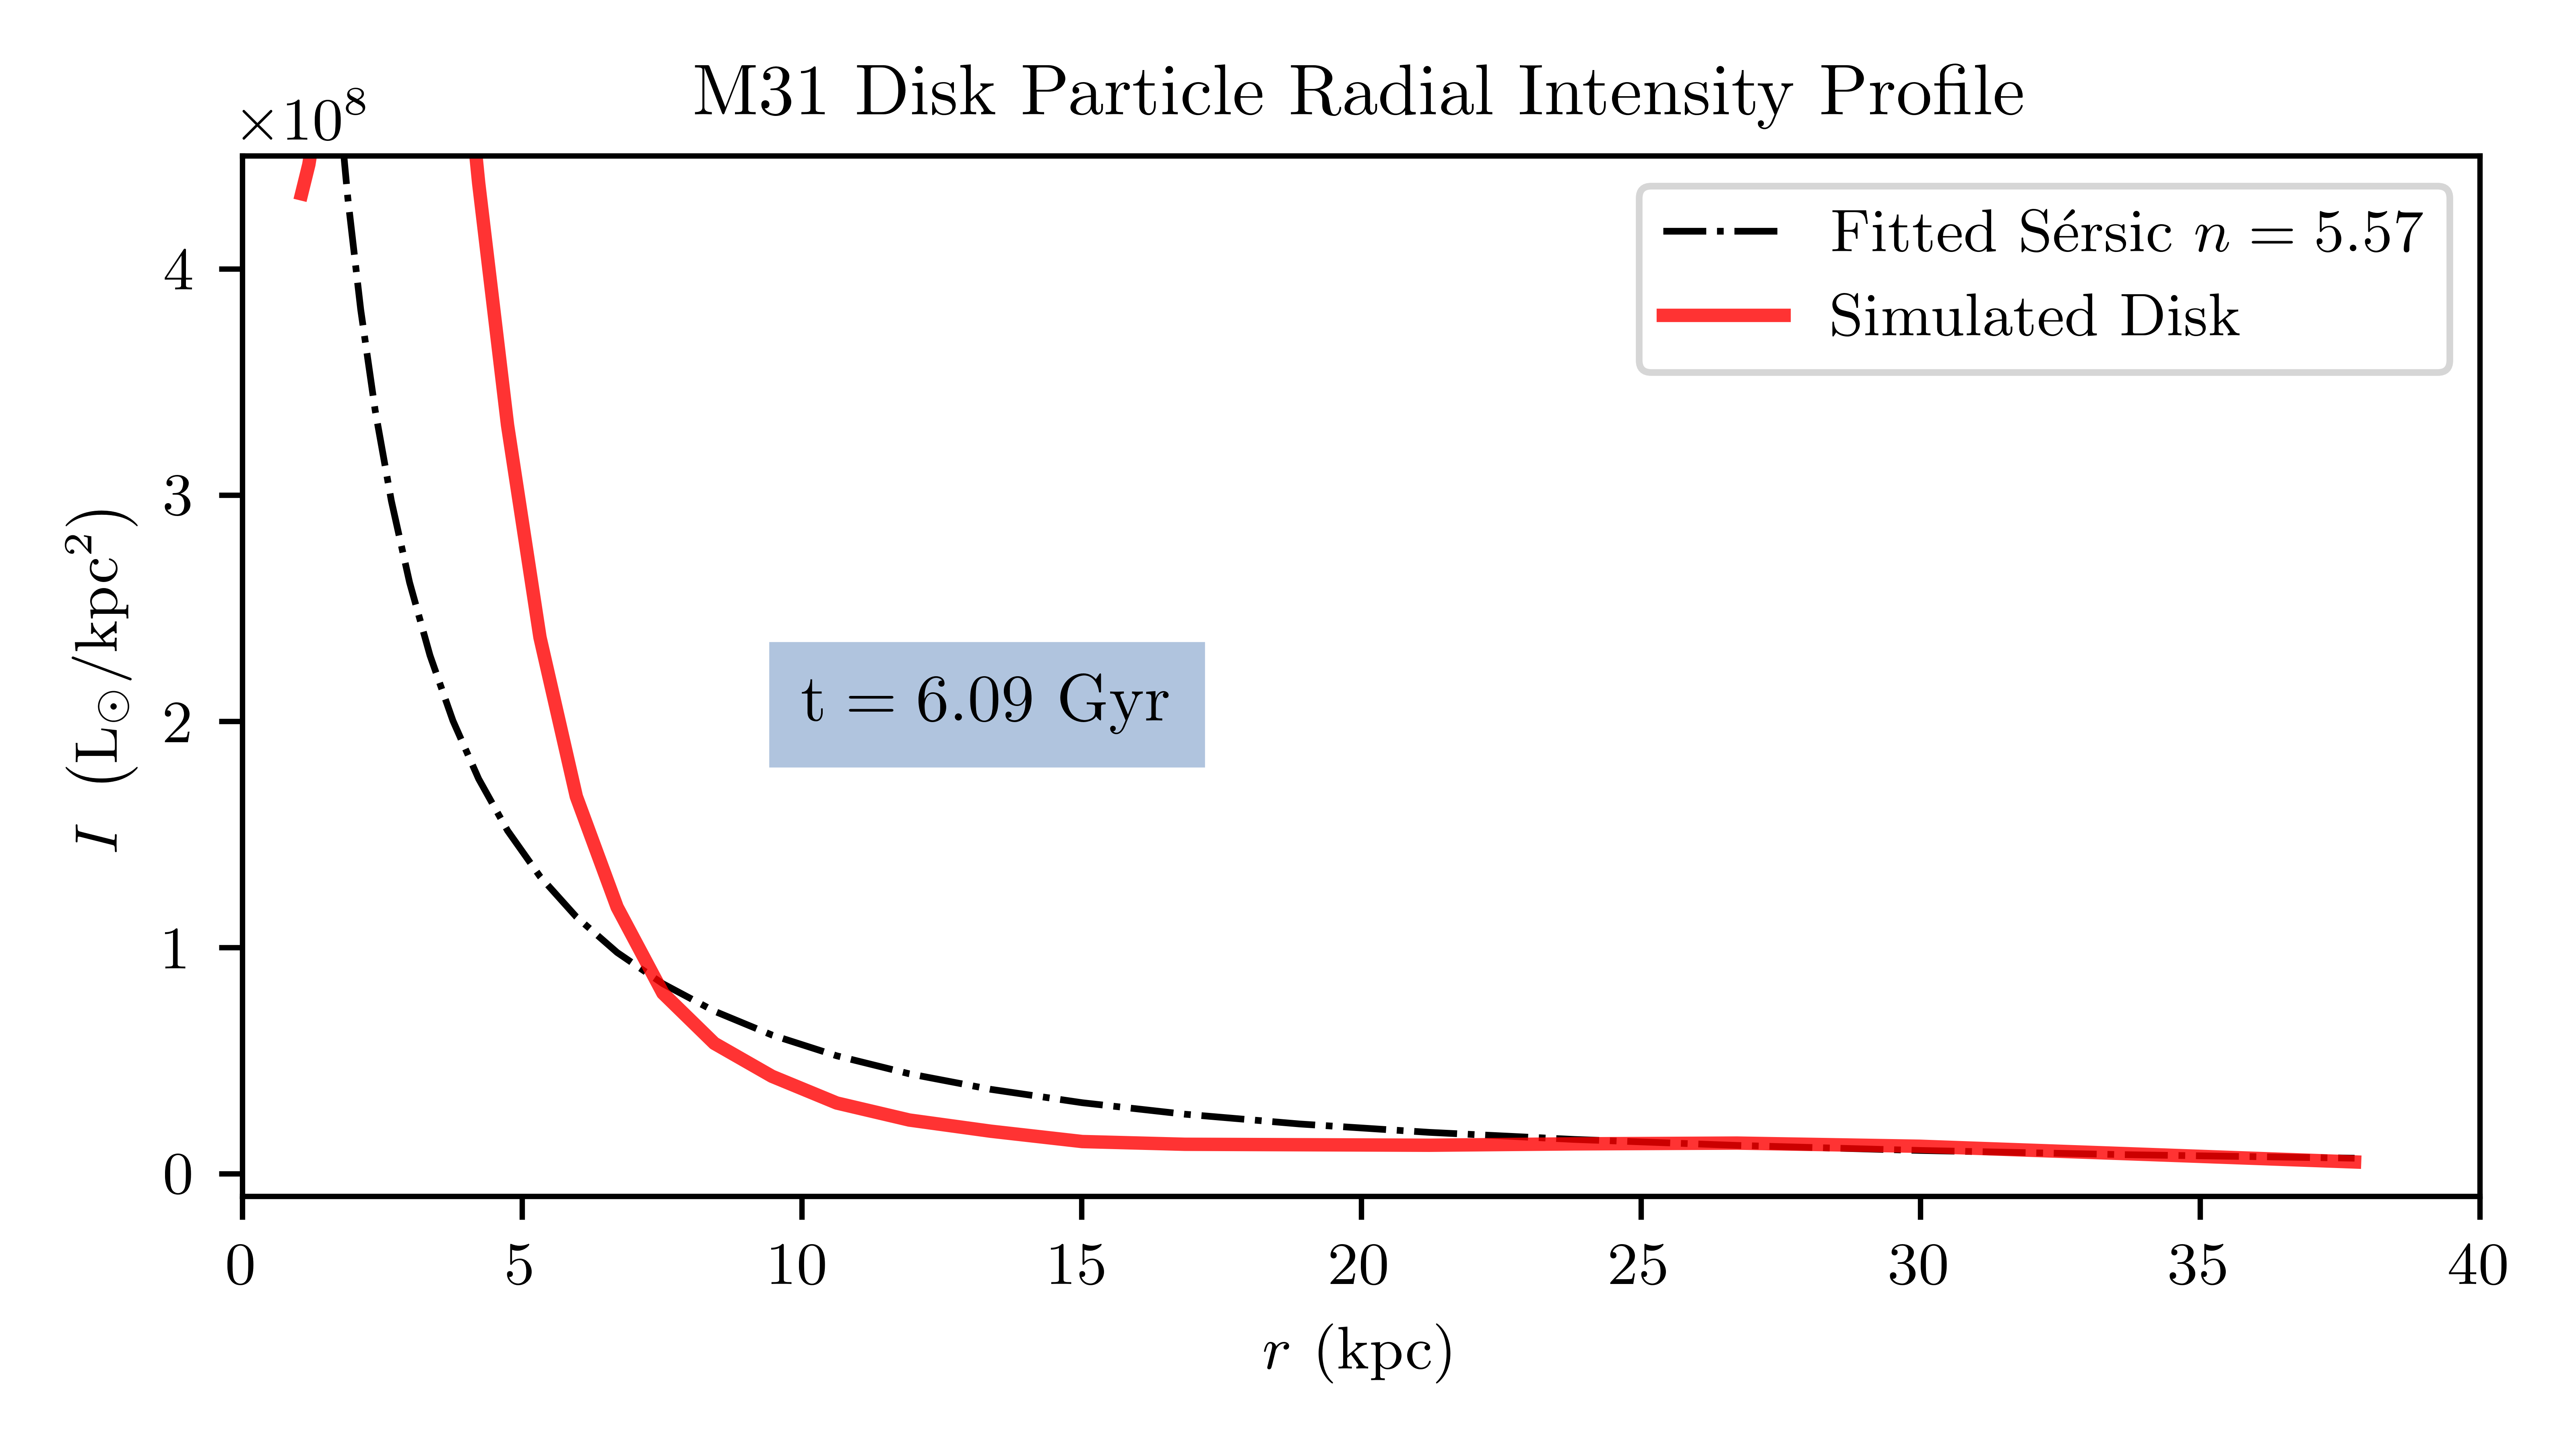 M31 Disk Particle Radial Intensity Profile
×10⁸
Fitted Sérsic n = 5.57
Simulated Disk
4
3
2
1
0
I (L⊙/kpc²)
t = 6.09 Gyr
0 5 10 15 20 25 30 35 40
r (kpc)